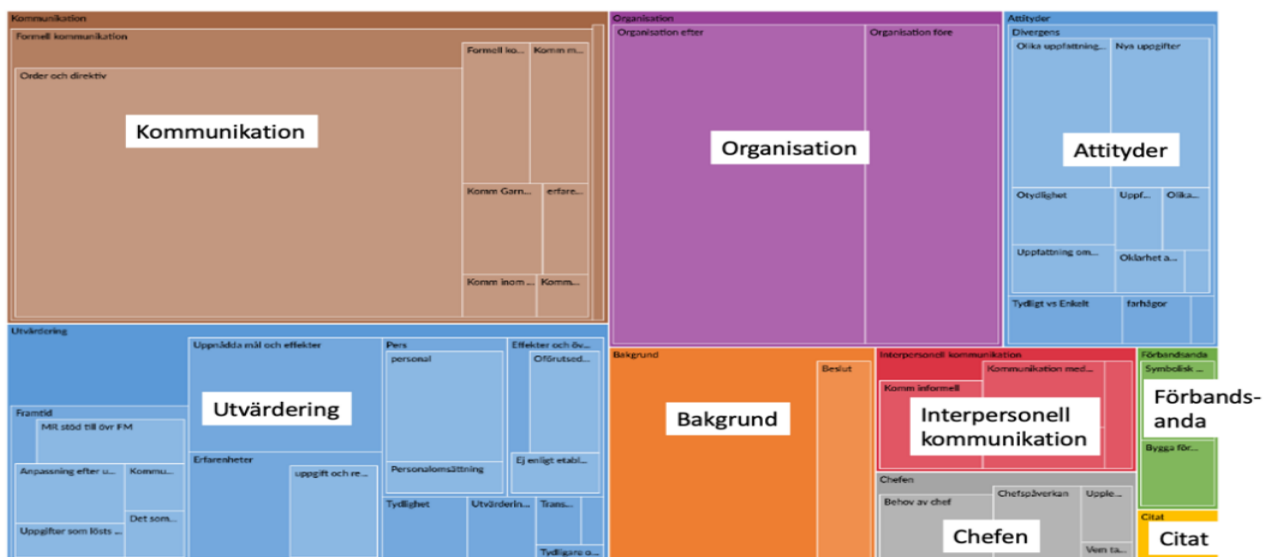 Kommunikation
Formell kommunikation
Order och direktiv
Formell ko...
Komm m...
Komm Garn...
erfare...
Komm inom ...
Komm...
Kommunikation
Organisation
Organisation efter
Organisation före
Organisation
Attityder
Divergens
Olika uppfattning...
Nya uppgifter
Attityder
Otydlighet
Uppf...
Olika...
Uppfattning om...
Oklarhet a...
Tydligt vs Enkelt
farhågor
Utvärdering
Uppnådda mål och effekter
Pers
personal
Effekter och öv...
Oförutsed...
Utvärdering
Framtid
MR stöd till övr FM
Anpassning efter u...
Kommu...
Det som...
Uppgifter som lösts ...
Erfarenheter
uppgift och re...
Personalomsättning
Ej enligt etabl...
Tydlighet
Utvärderin...
Trans...
Tydligare o...
Bakgrund
Beslut
Bakgrund
Interpersonell kommunikation
Komm informell
Kommunikation med...
Interpersonell
kommunikation
Förbandsanda
Symbolisk ...
Förbands-
anda
Bygga för...
Chefen
Behov av chef
Chefspåverkan
Upple...
Vem ta...
Chefen
Citat
Citat